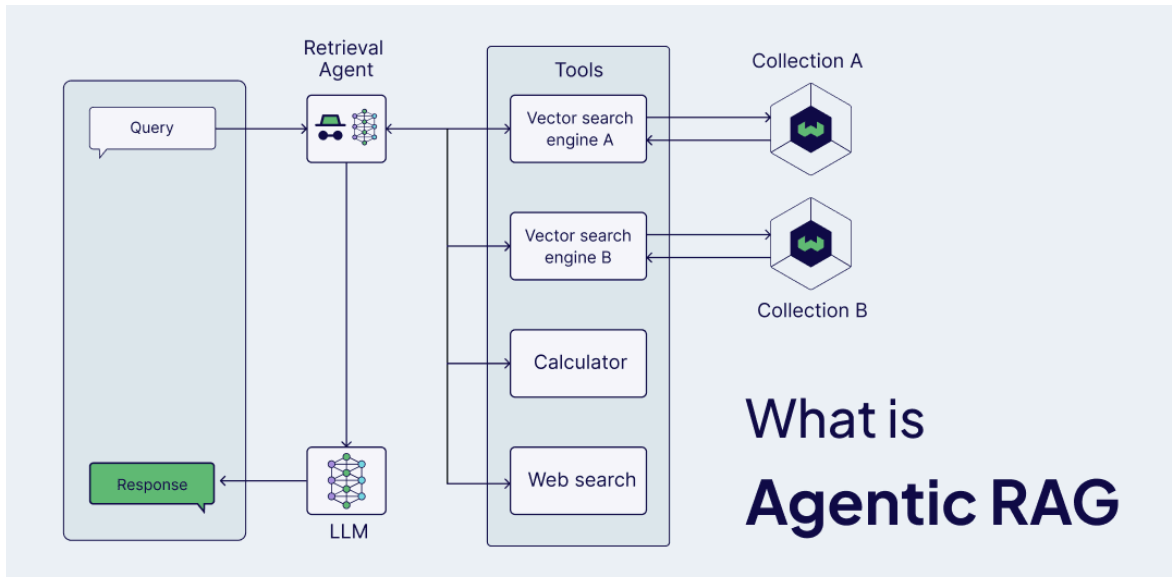 Retrieval
Agent
Tools
Collection A
Query
Vector search
engine A
Vector search
engine B
Collection B
Calculator
What is
Agentic RAG
Response
Web search
LLM